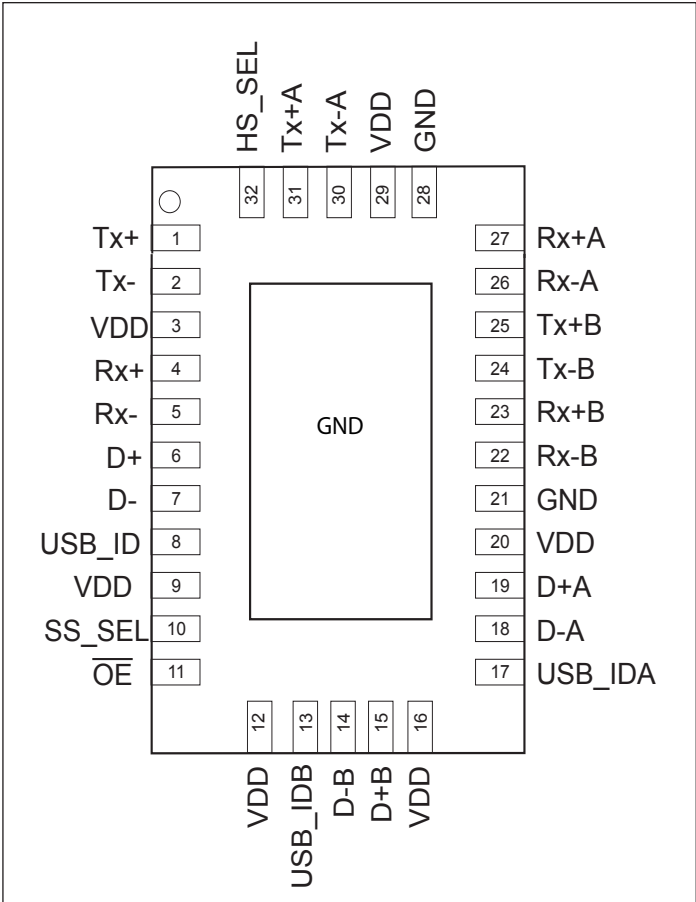 HS_SEL
Tx+A
Tx-A
VDD
GND
32
31
30
29
28
Tx+ 1
Tx- 2
VDD 3
Rx+ 4
Rx- 5
D+ 6
D- 7
USB_ID 8
VDD 9
SS_SEL 10
OE 11
GND
27 Rx+A
26 Rx-A
25 Tx+B
24 Tx-B
23 Rx+B
22 Rx-B
21 GND
20 VDD
19 D+A
18 D-A
17 USB_IDA
12
13
14
15
16
VDD
USB_IDB
D-B
D+B
VDD